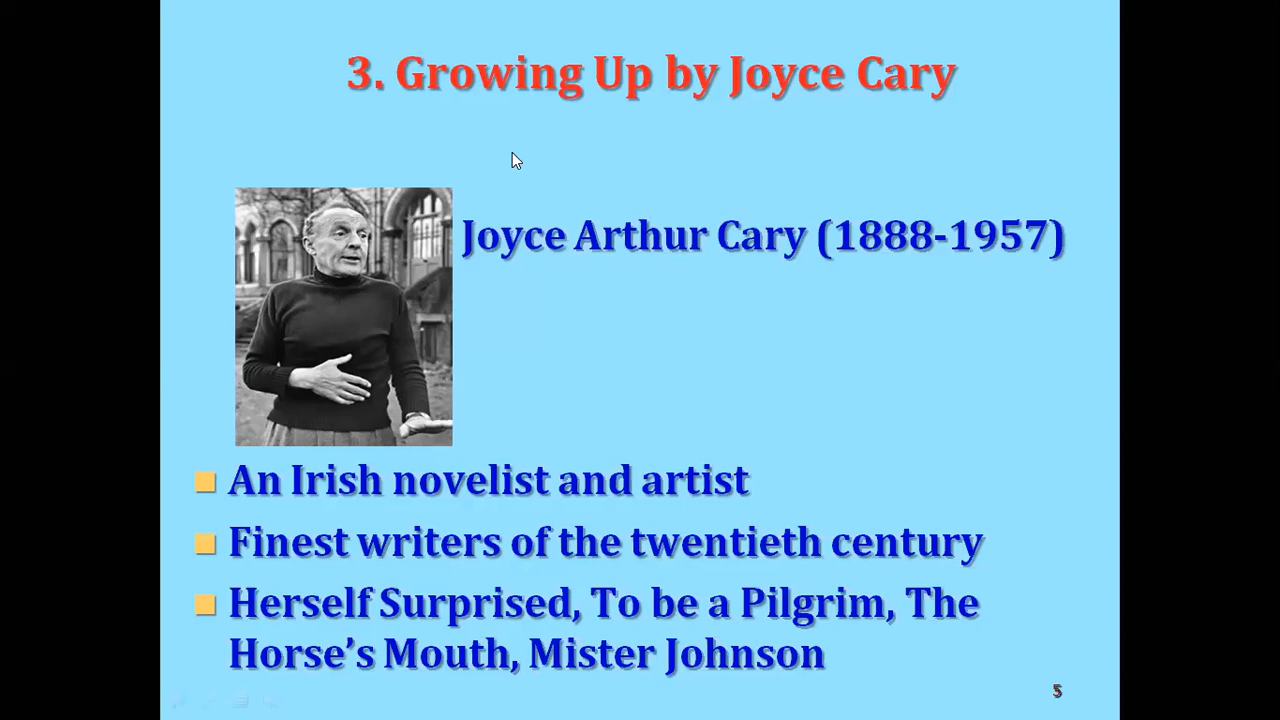 3. Growing Up by Joyce Cary
Joyce Arthur Cary (1888-1957)
An Irish novelist and artist
Finest writers of the twentieth century
Herself Surprised, To be a Pilgrim, The
Horse’s Mouth, Mister Johnson
5